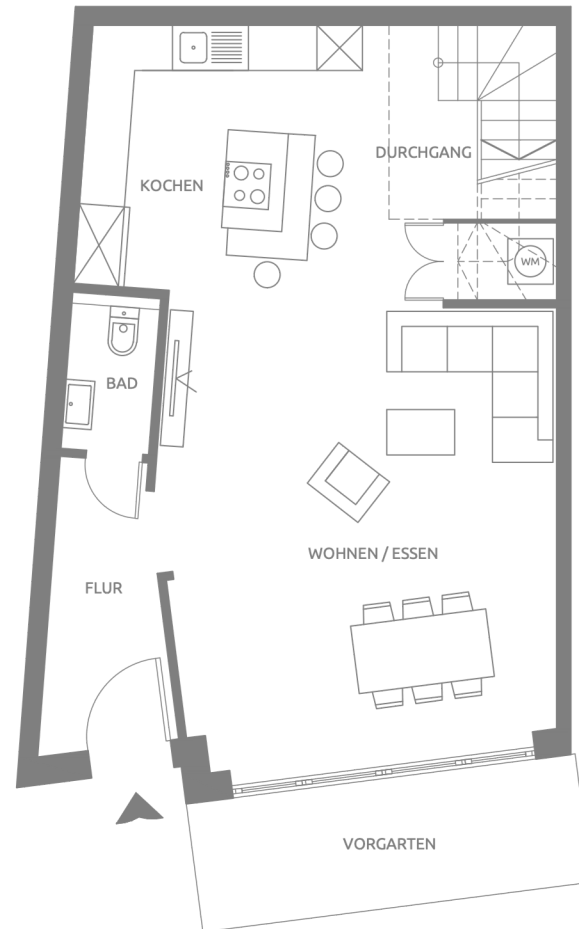 DURCHGANG
KOCHEN
WM
BAD
WOHNEN / ESSEN
FLUR
VORGARTEN